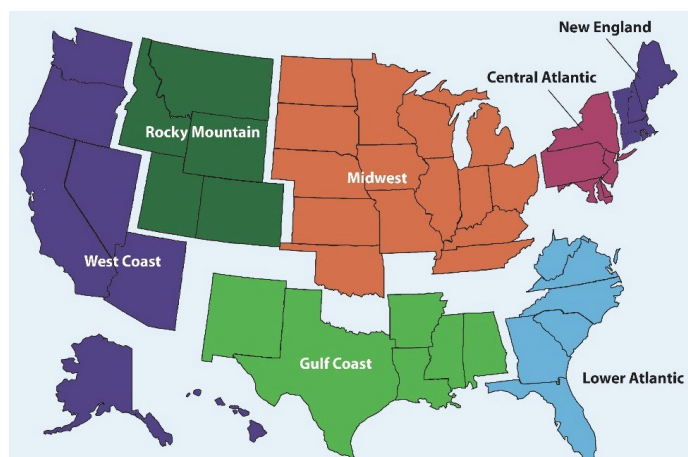 New England
Central Atlantic
Rocky Mountain
Midwest
West Coast
Gulf Coast
Lower Atlantic